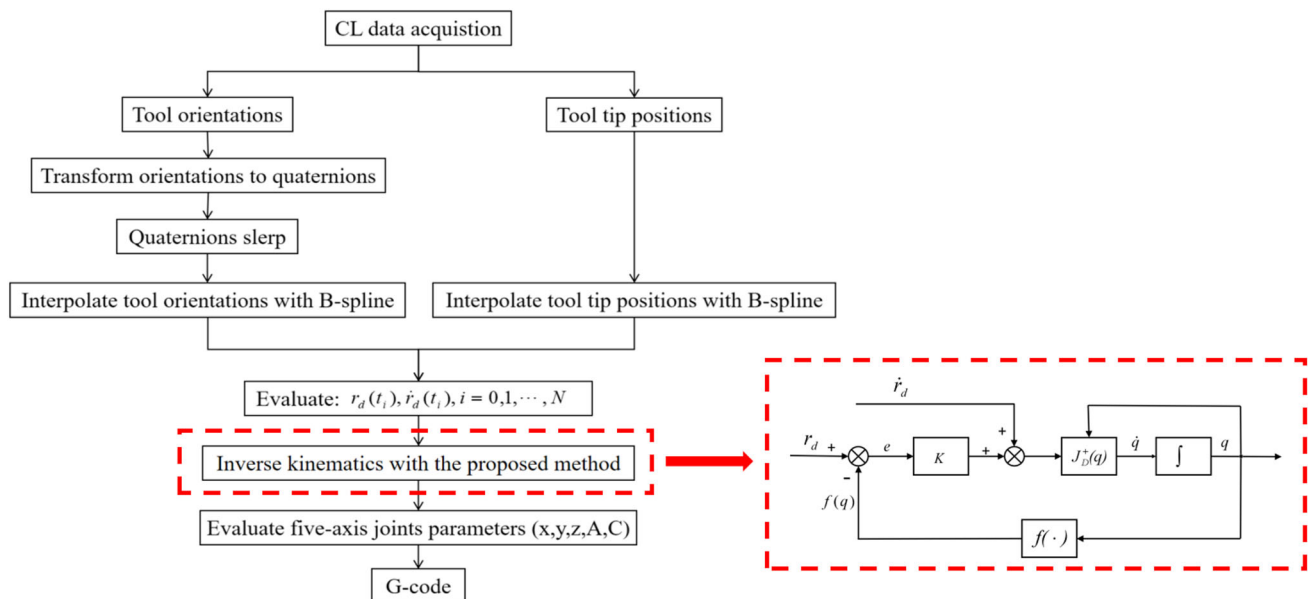 CL data acquistion
Tool orientations
Tool tip positions
Transform orientations to quaternions
Quaternions slerp
Interpolate tool orientations with B-spline
Interpolate tool tip positions with B-spline
Evaluate: r_d(t_i), ṙ_d(t_i), i = 0,1,⋯, N
Inverse kinematics with the proposed method
Evaluate five-axis joints parameters (x,y,z,A,C)
G-code
ṙ_d
r_d + e K + + J_D^+(q) q̇ ∫ q
−
f(q)
f(·)